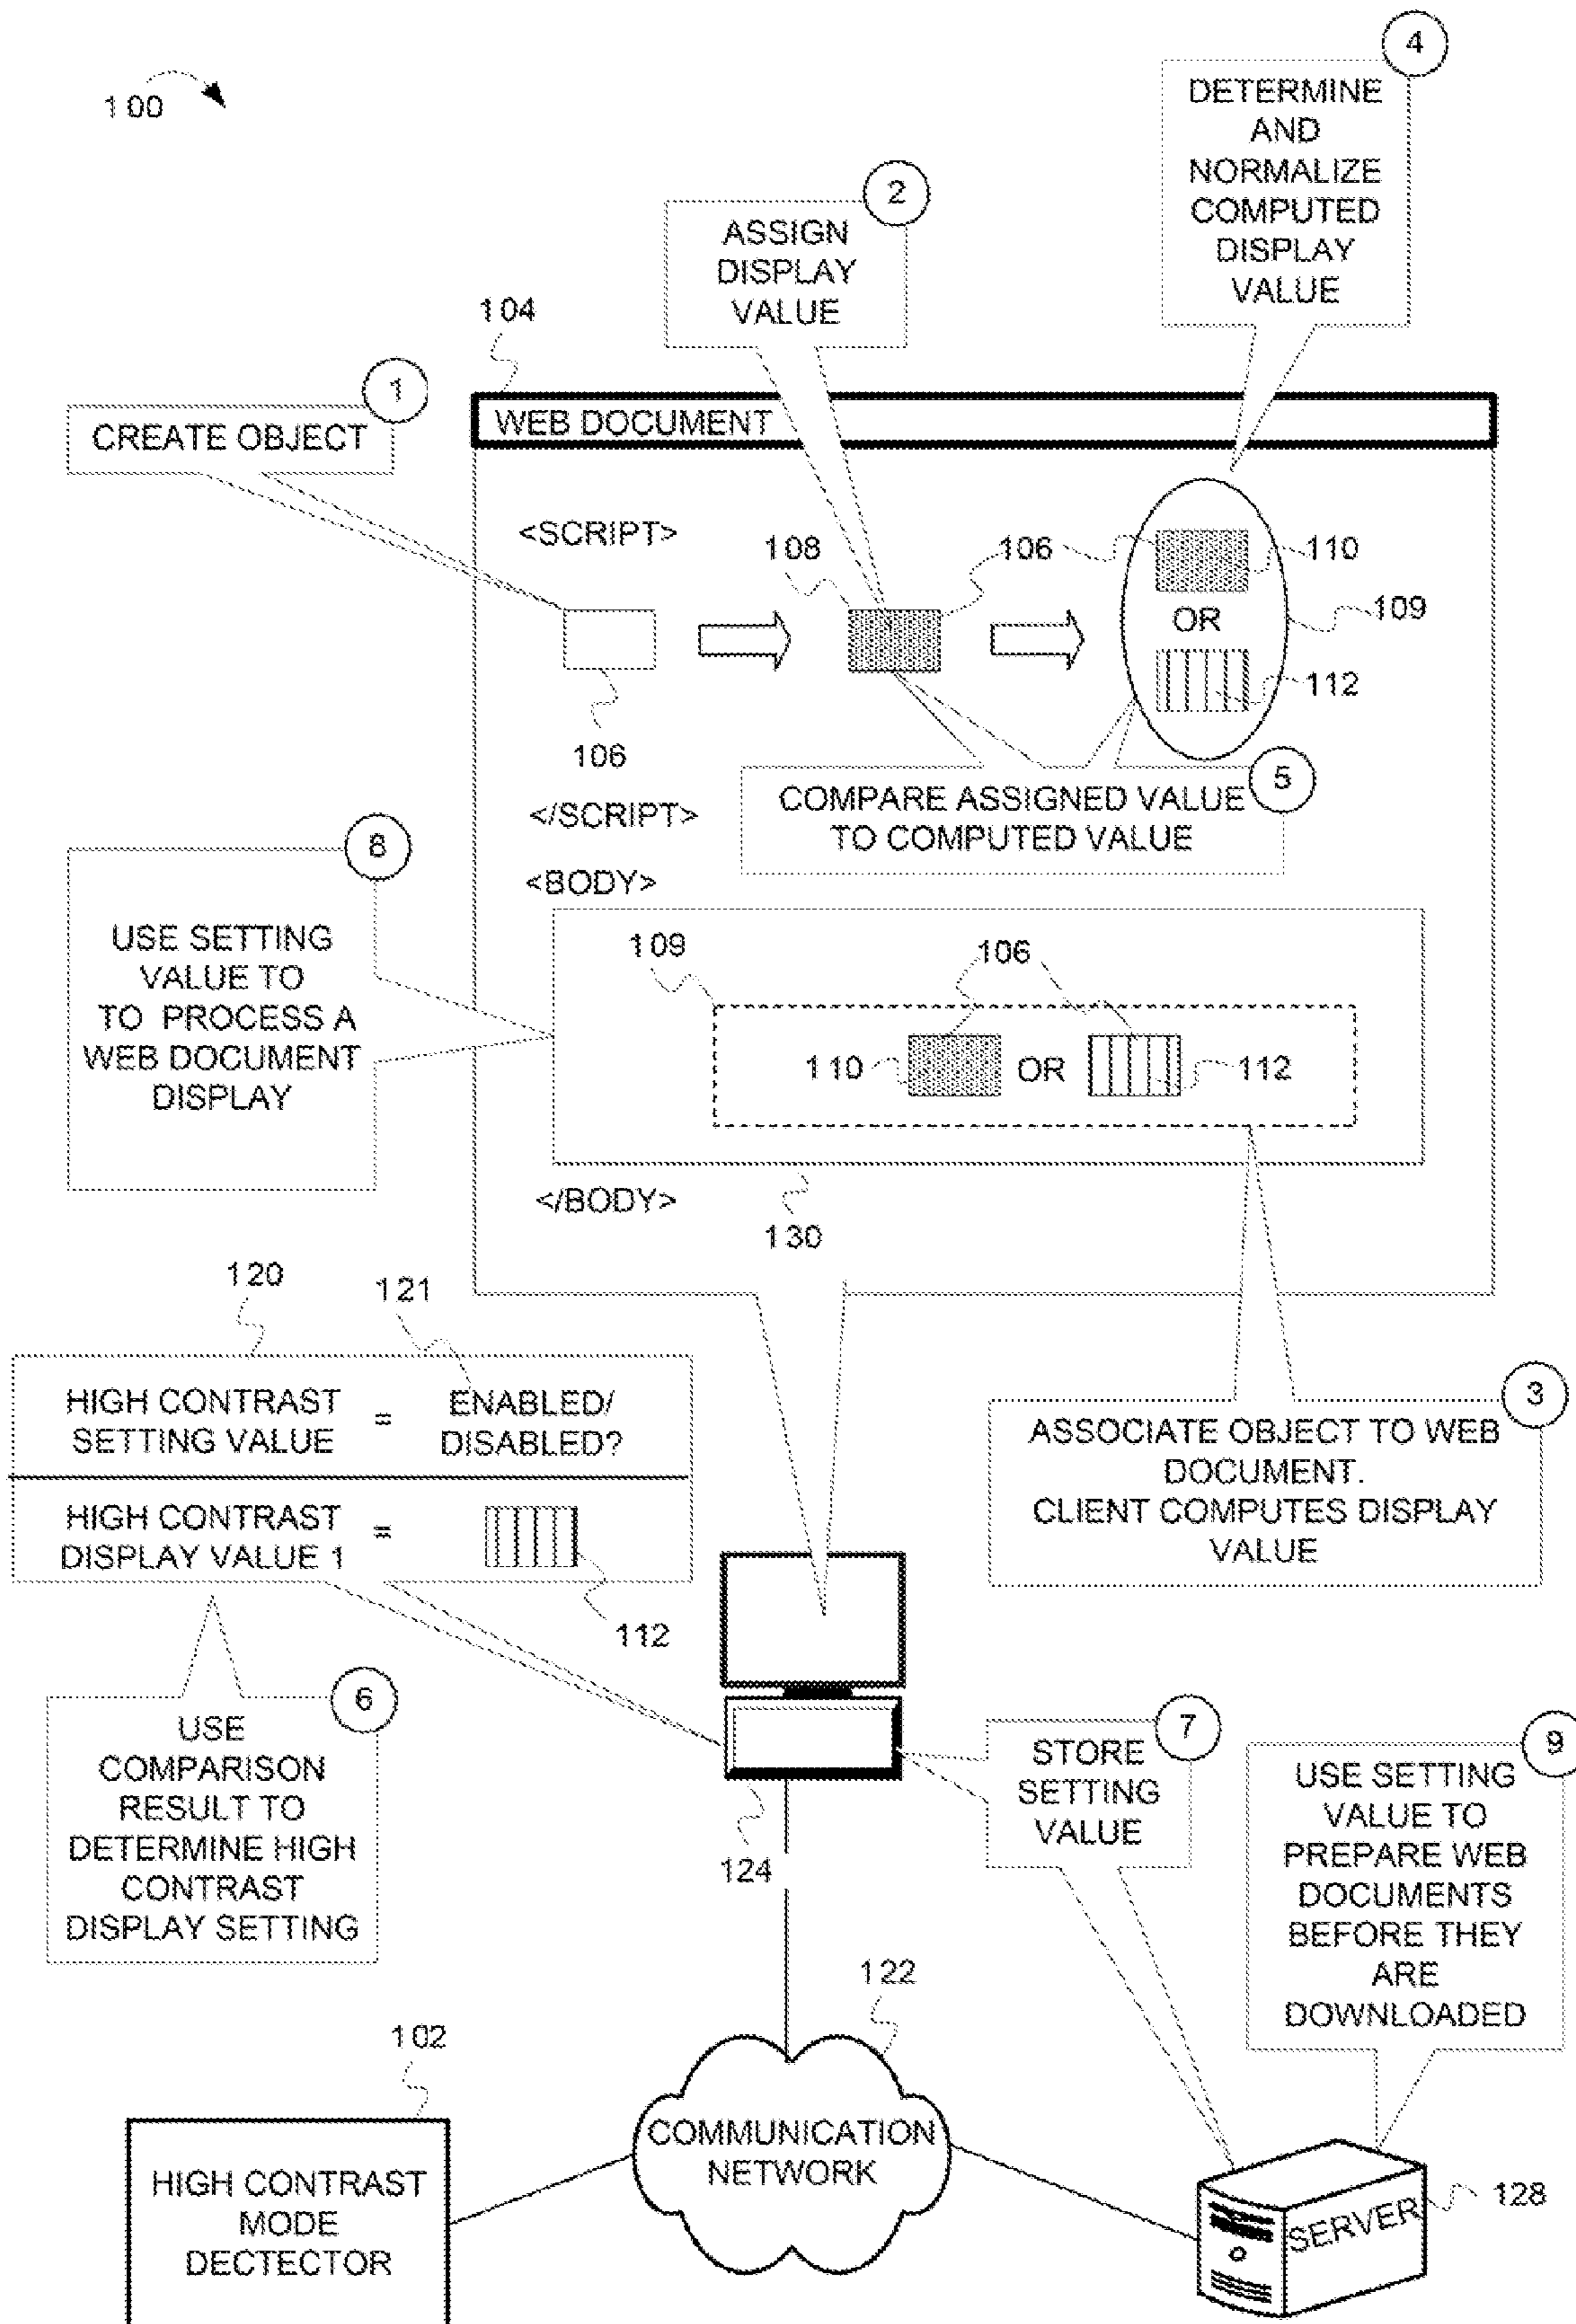 100
4
DETERMINE
AND
NORMALIZE
COMPUTED
DISPLAY
VALUE
2
ASSIGN
DISPLAY
VALUE
104
1
CREATE OBJECT
WEB DOCUMENT
<SCRIPT>
108
106
110
OR
109
112
106
</SCRIPT>
5
COMPARE ASSIGNED VALUE
TO COMPUTED VALUE
8
USE SETTING
VALUE TO
TO PROCESS A
WEB DOCUMENT
DISPLAY
<BODY>
109
106
110
OR
112
</BODY>
130
120
121
HIGH CONTRAST
SETTING VALUE
=
ENABLED/
DISABLED?
HIGH CONTRAST
DISPLAY VALUE 1
=
112
3
ASSOCIATE OBJECT TO WEB
DOCUMENT.
CLIENT COMPUTES DISPLAY
VALUE
6
USE
COMPARISON
RESULT TO
DETERMINE HIGH
CONTRAST
DISPLAY SETTING
124
7
STORE
SETTING
VALUE
9
USE SETTING
VALUE TO
PREPARE WEB
DOCUMENTS
BEFORE THEY
ARE
DOWNLOADED
102
HIGH CONTRAST
MODE
DECTECTOR
122
COMMUNICATION
NETWORK
SERVER
128